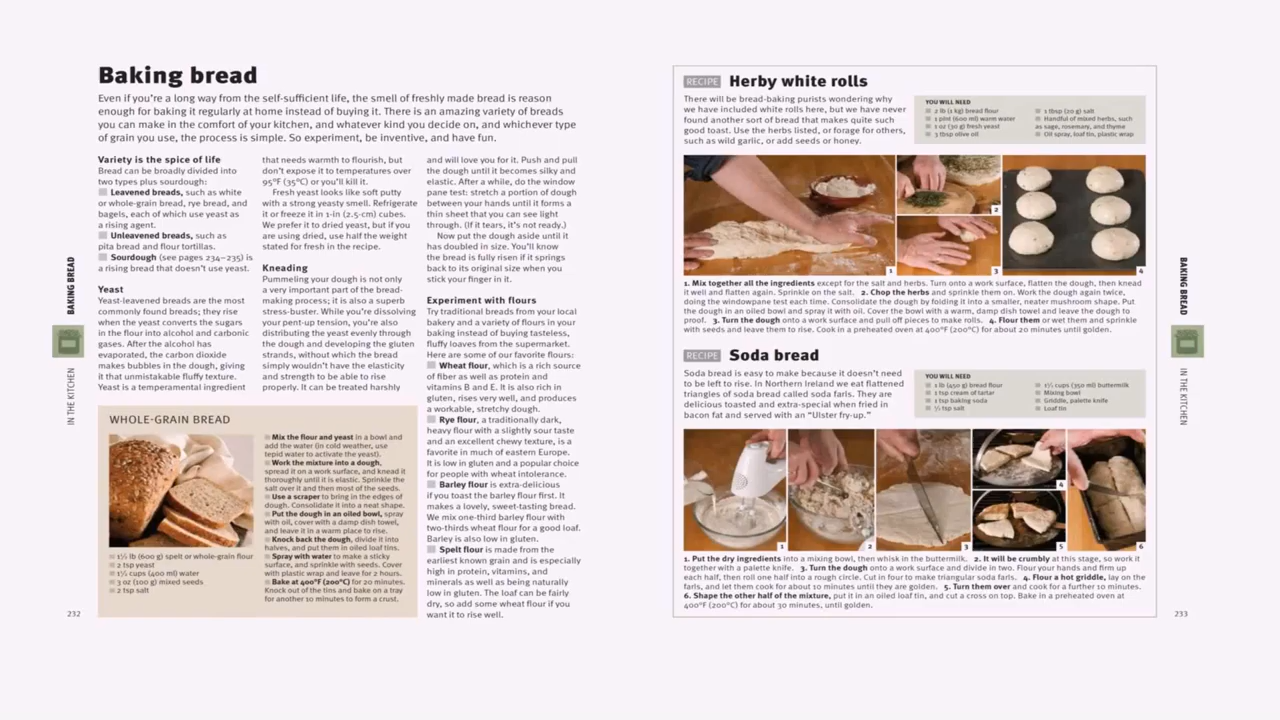 Baking bread
Even if you're a long way from the self-sufficient life, the smell of freshly made bread is reason
enough for baking it regularly at home instead of buying it. There is an amazing variety of breads
you can make in the comfort of your kitchen, and whatever kind you decide on, and whichever type
of grain you use, the process is simple. So experiment, be inventive, and have fun.
Variety is the spice of life
Bread can be broadly divided into
two types plus sourdough:
Leavened breads, such as white
or whole-grain bread, rye bread, and
bagels, each of which use yeast as
a rising agent.
Unleavened breads, such as
pita bread and flour tortillas.
Sourdough (see pages 234–235) is
a rising bread that doesn't use yeast.
Yeast
Yeast-leavened breads are the most
commonly found breads; they rise
when the yeast converts the sugars
in the flour into alcohol and carbonic
gases. After the alcohol has
evaporated, the carbon dioxide
makes bubbles in the dough, giving
it that unmistakable fluffy texture.
Yeast is a temperamental ingredient
that needs warmth to flourish, but
don't expose it to temperatures over
95°F (35°C) or you'll kill it.
Fresh yeast looks like soft putty
with a strong yeasty smell. Refrigerate
it or freeze it in 1-in (2.5-cm) cubes.
We prefer it to dried yeast, but if you
are using dried, use half the weight
stated for fresh in the recipe.
Kneading
Pummeling your dough is not only
a very important part of the bread-
making process; it is also a superb
stress-buster. While you're dissolving
your pent-up tension, you're also
distributing the yeast evenly through
the dough and developing the gluten
strands, without which the bread
simply wouldn't have the elasticity
and strength to be able to rise
properly. It can be treated harshly
and will love you for it. Push and pull
the dough until it becomes silky and
elastic. After a while, do the window
pane test: stretch a portion of dough
between your hands until it forms a
thin sheet that you can see light
through. (If it tears, it's not ready.)
Now put the dough aside until it
has doubled in size. You'll know
the bread is fully risen if it springs
back to its original size when you
stick your finger in it.
Experiment with flours
Try traditional breads from your local
bakery and a variety of flours in your
baking instead of buying tasteless,
fluffy loaves from the supermarket.
Here are some of our favorite flours:
Wheat flour, which is a rich source
of fiber as well as protein and
vitamins B and E. It is also rich in
gluten, rises very well, and produces
a workable, stretchy dough.
Rye flour, a traditionally dark,
heavy flour with a slightly sour taste
and an excellent chewy texture, is a
favorite in much of eastern Europe.
It is low in gluten and a popular choice
for people with wheat intolerance.
Barley flour is extra-delicious
if you toast the barley flour first. It
makes a lovely, sweet-tasting bread.
We mix one-third barley flour with
two-thirds wheat flour for a good loaf.
Barley is also low in gluten.
Spelt flour is made from the
earliest known grain and is especially
high in protein, vitamins, and
minerals as well as being naturally
low in gluten. The loaf can be fairly
dry, so add some wheat flour if you
want it to rise well.
WHOLE-GRAIN BREAD
1⅓ lb (600 g) spelt or whole-grain flour
2 tsp yeast
1⅔ cups (400 ml) water
3 oz (100 g) mixed seeds
2 tsp salt
Mix the flour and yeast in a bowl and
add the water (in cold weather, use
tepid water to activate the yeast).
Work the mixture into a dough,
spread it on a work surface, and knead it
thoroughly until it is elastic. Sprinkle the
salt over it and then most of the seeds.
Use a scraper to bring in the edges of
dough. Consolidate it into a neat shape.
Put the dough in an oiled bowl, spray
with oil, cover with a damp dish towel,
and leave it in a warm place to rise.
Knock back the dough, divide it into
halves, and put them in oiled loaf tins.
Spray with water to make a sticky
surface, and sprinkle with seeds. Cover
with plastic wrap and leave for 2 hours.
Bake at 400°F (200°C) for 20 minutes.
Knock out of the tins and bake on a tray
for another 10 minutes to form a crust.
BAKING BREAD
IN THE KITCHEN
232
RECIPE Herby white rolls
There will be bread-baking purists wondering why
we have included white rolls here, but we have never
found another sort of bread that makes quite such
good toast. Use the herbs listed, or forage for others,
such as wild garlic, or add seeds or honey.
YOU WILL NEED
2 lb (1 kg) bread flour
1 pint (600 ml) warm water
1 oz (30 g) fresh yeast
3 tbsp olive oil
1 tbsp (20 g) salt
Handful of mixed herbs, such
as sage, rosemary, and thyme
Oil spray, loaf tin, plastic wrap
1
2
3
4
1. Mix together all the ingredients except for the salt and herbs. Turn onto a work surface, flatten the dough, then knead
it well and flatten again. Sprinkle on the salt. 2. Chop the herbs and sprinkle them on. Work the dough again twice,
doing the windowpane test each time. Consolidate the dough by folding it into a smaller, neater mushroom shape. Put
the dough in an oiled bowl and spray it with oil. Cover the bowl with a warm, damp dish towel and leave the dough to
proof. 3. Turn the dough onto a work surface and pull off pieces to make rolls. 4. Flour them or wet them and sprinkle
with seeds and leave them to rise. Cook in a preheated oven at 400°F (200°C) for about 20 minutes until golden.
RECIPE Soda bread
Soda bread is easy to make because it doesn't need
to be left to rise. In Northern Ireland we eat flattened
triangles of soda bread called soda farls. They are
delicious toasted and extra-special when fried in
bacon fat and served with an "Ulster fry-up."
YOU WILL NEED
1 lb (450 g) bread flour
1 tsp cream of tartar
1 tsp baking soda
½ tsp salt
1½ cups (350 ml) buttermilk
Mixing bowl
Griddle, palette knife
Loaf tin
1
2
3
4
5
6
1. Put the dry ingredients into a mixing bowl, then whisk in the buttermilk. 2. It will be crumbly at this stage, so work it
together with a palette knife. 3. Turn the dough onto a work surface and divide in two. Flour your hands and firm up
each half, then roll one half into a rough circle. Cut in four to make triangular soda farls. 4. Flour a hot griddle, lay on the
farls, and let them cook for about 10 minutes until they are golden. 5. Turn them over and cook for a further 10 minutes.
6. Shape the other half of the mixture, put it in an oiled loaf tin, and cut a cross on top. Bake in a preheated oven at
400°F (200°C) for about 30 minutes, until golden.
BAKING BREAD
IN THE KITCHEN
233